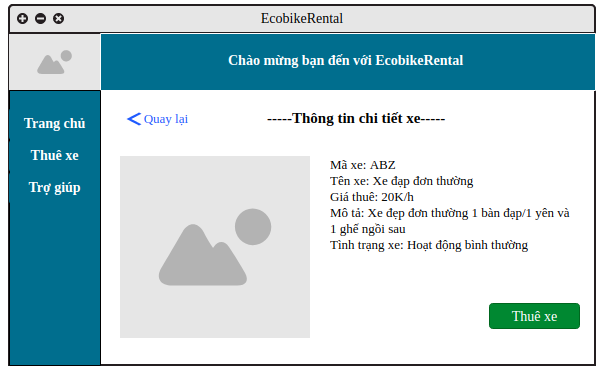 EcobikeRental
Chào mừng bạn đến với EcobikeRental
Trang chủ
Thuê xe
Trợ giúp
Quay lại
-----Thông tin chi tiết xe-----
Mã xe: ABZ
Tên xe: Xe đạp đơn thường
Giá thuê: 20K/h
Mô tả: Xe đẹp đơn thường 1 bàn đạp/1 yên và
1 ghế ngồi sau
Tình trạng xe: Hoạt động bình thường
Thuê xe